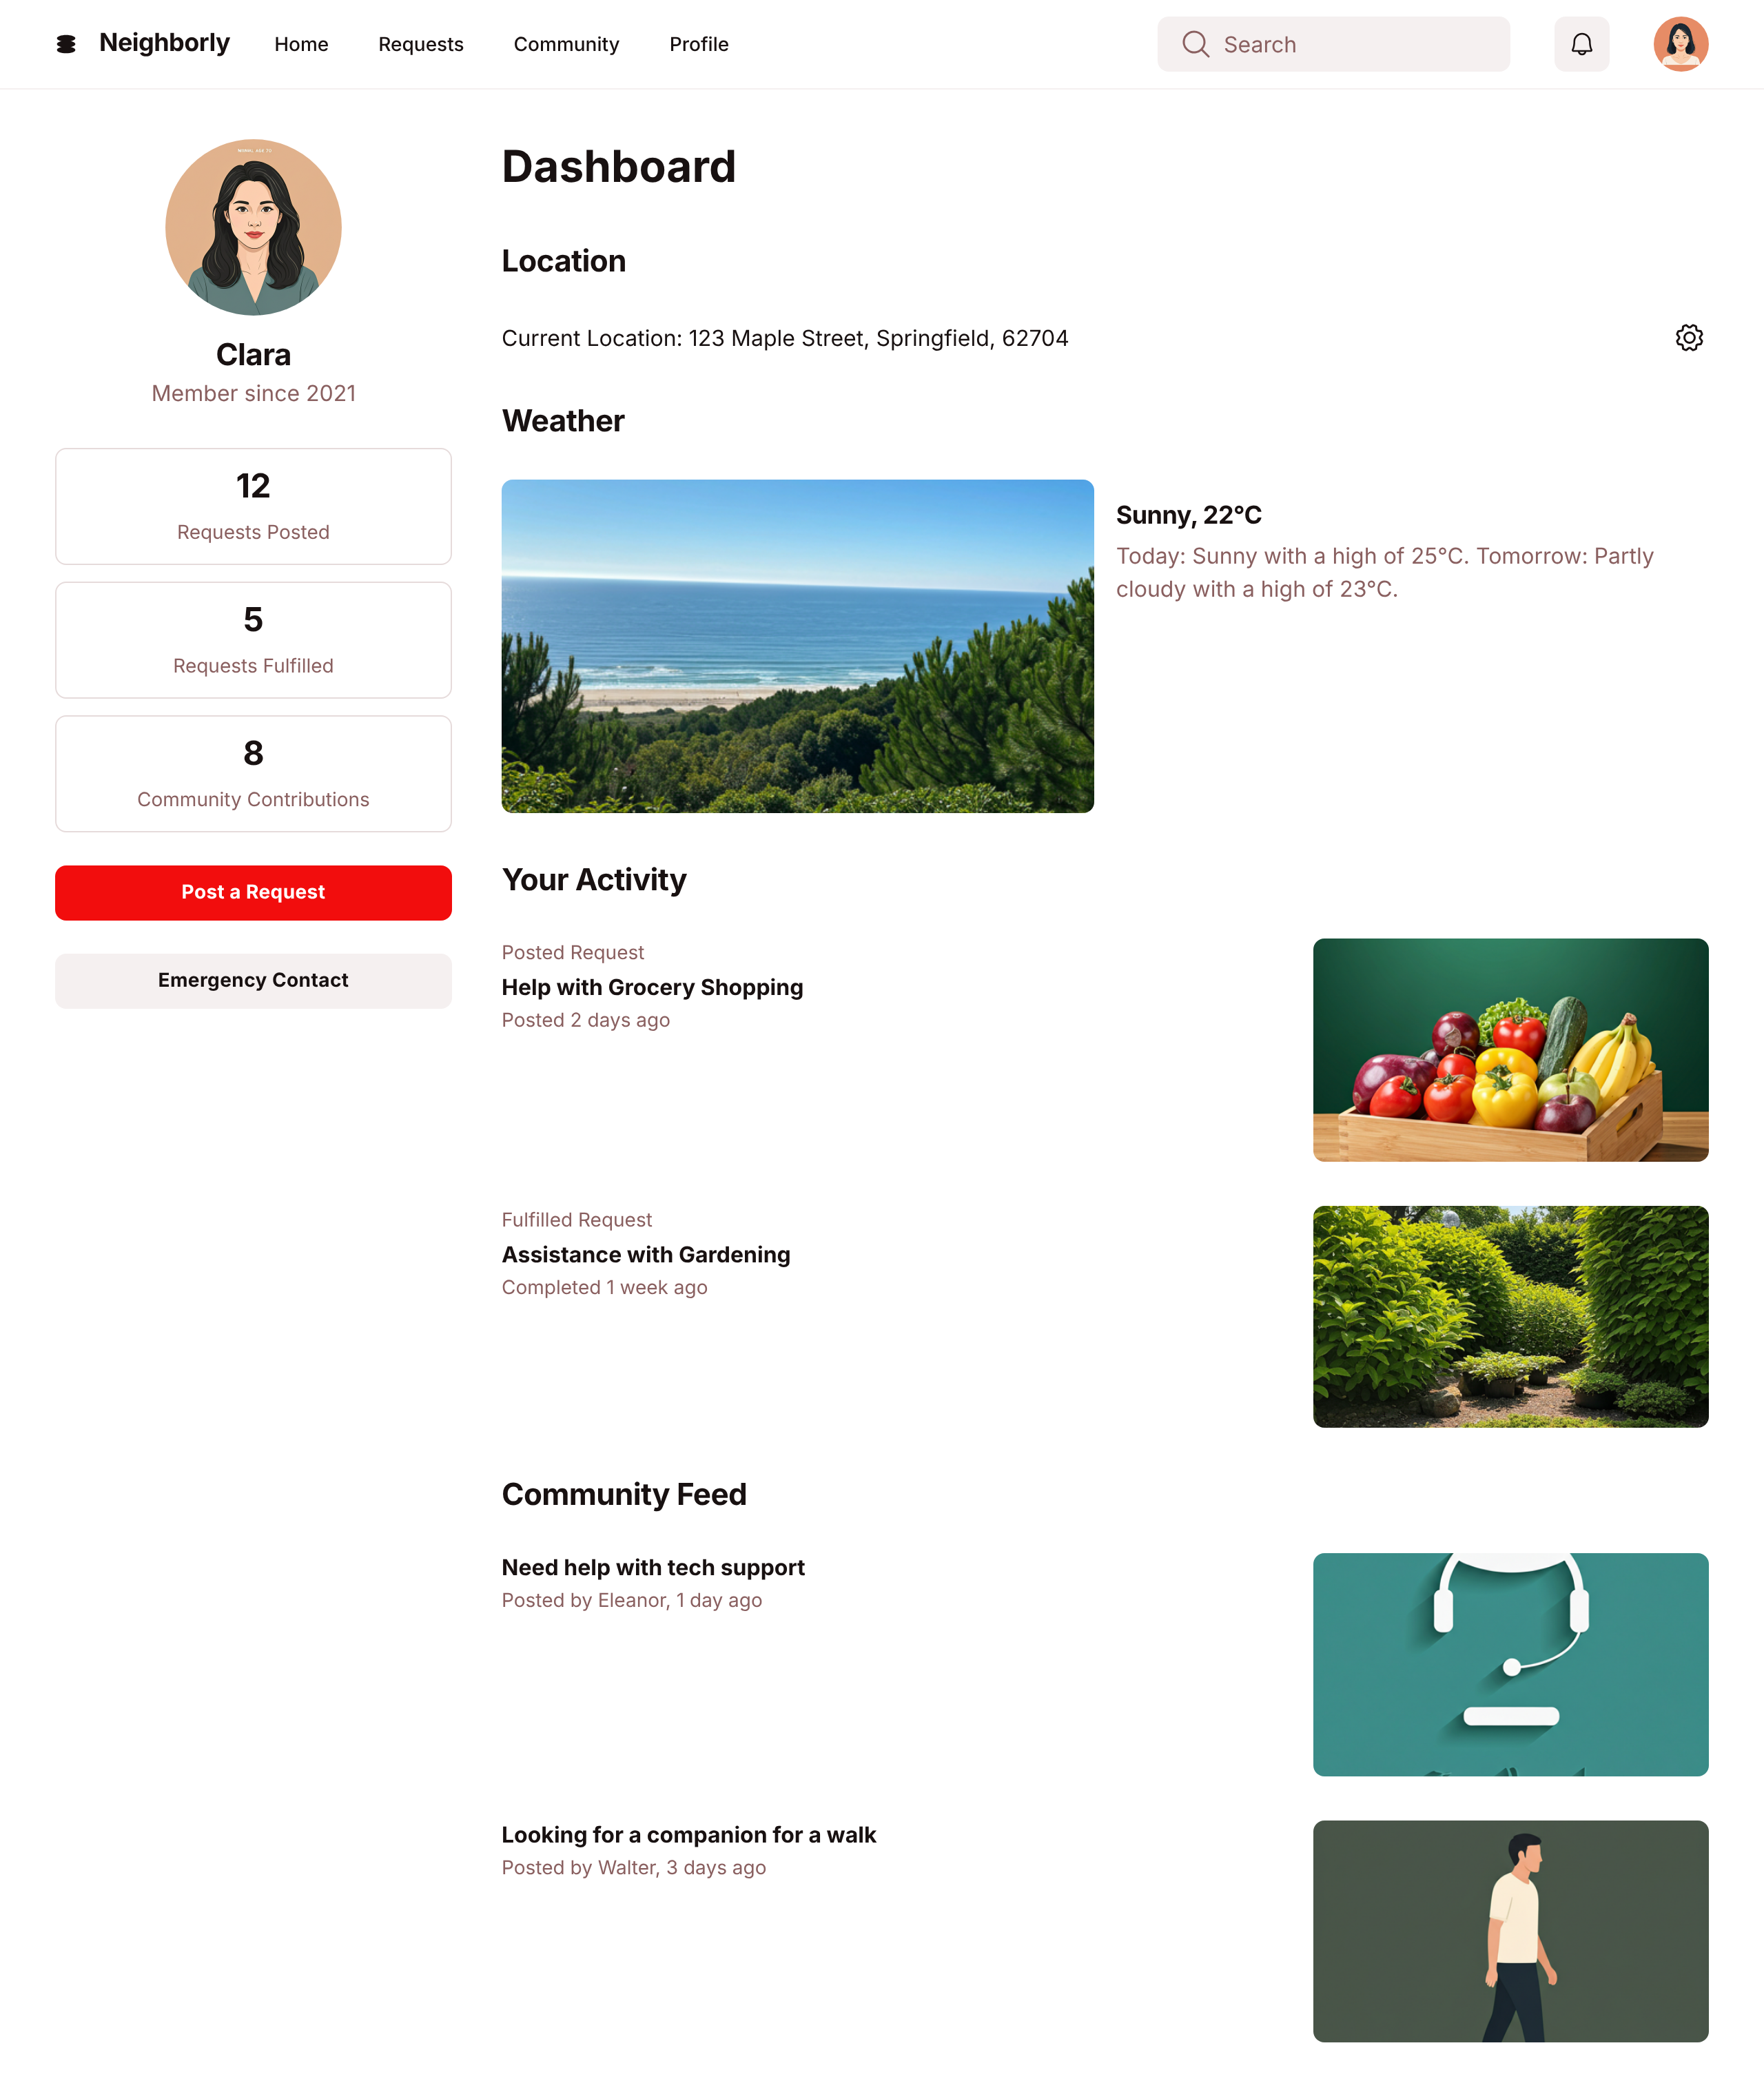 Neighborly
Home
Requests
Community
Profile
Search
Clara
Member since 2021
12
Requests Posted
5
Requests Fulfilled
8
Community Contributions
Post a Request
Emergency Contact
Dashboard
Location
Current Location: 123 Maple Street, Springfield, 62704
Weather
Sunny, 22°C
Today: Sunny with a high of 25°C. Tomorrow: Partly
cloudy with a high of 23°C.
Your Activity
Posted Request
Help with Grocery Shopping
Posted 2 days ago
Fulfilled Request
Assistance with Gardening
Completed 1 week ago
Community Feed
Need help with tech support
Posted by Eleanor, 1 day ago
Looking for a companion for a walk
Posted by Walter, 3 days ago